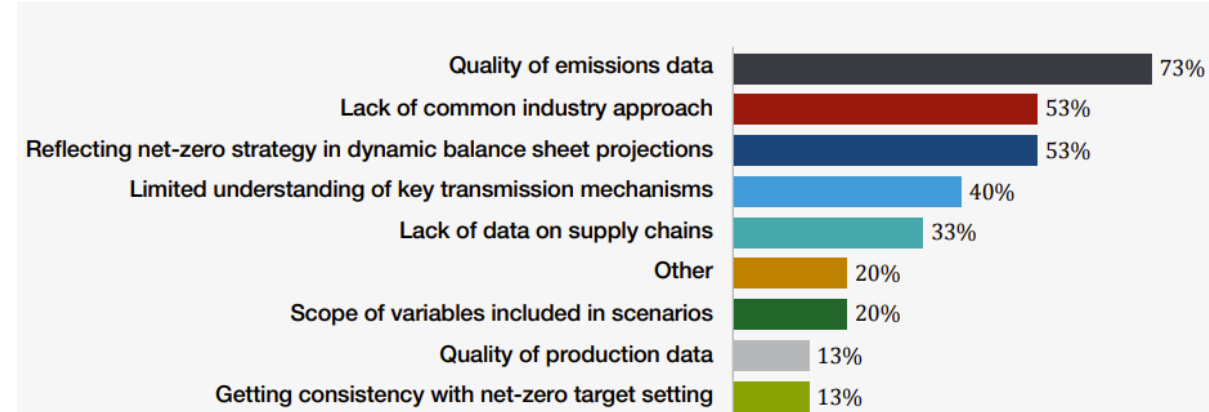 Quality of emissions data 73%
Lack of common industry approach 53%
Reflecting net-zero strategy in dynamic balance sheet projections 53%
Limited understanding of key transmission mechanisms 40%
Lack of data on supply chains 33%
Other 20%
Scope of variables included in scenarios 20%
Quality of production data 13%
Getting consistency with net-zero target setting 13%